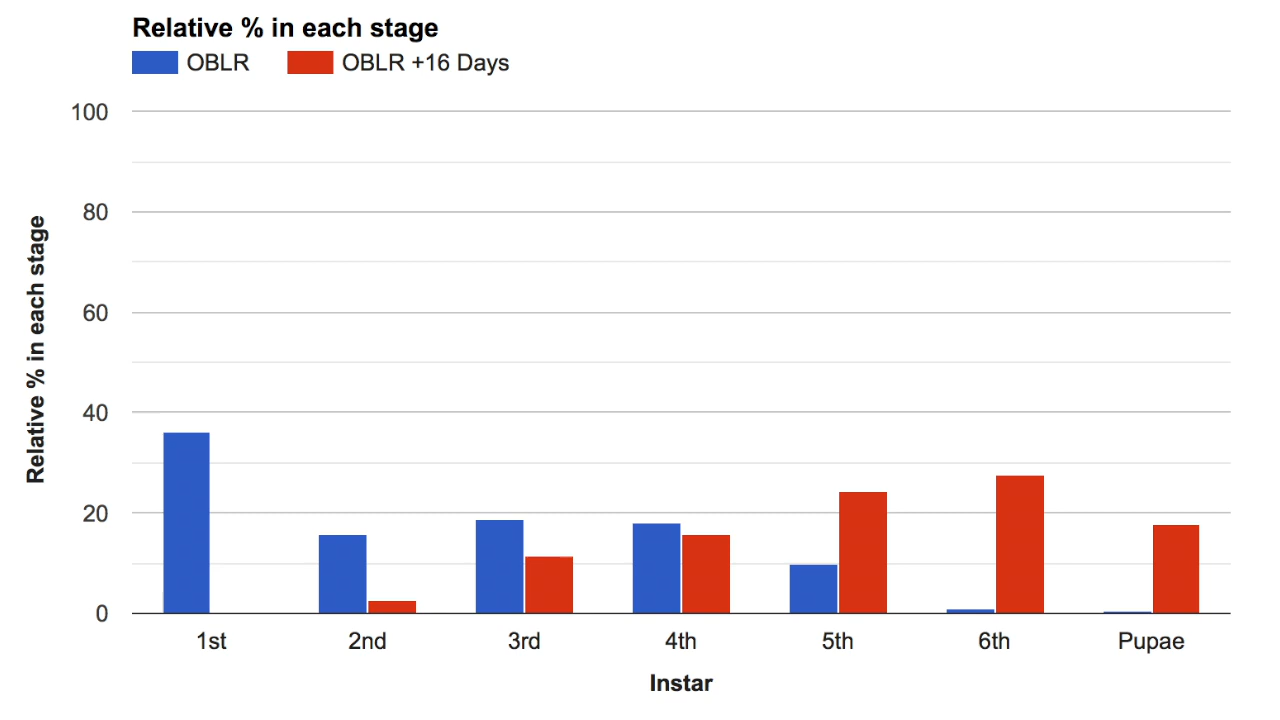 Relative % in each stage
OBLR OBLR +16 Days
100
80
60
40
20
0
Relative % in each stage
1st 2nd 3rd 4th 5th 6th Pupae
Instar